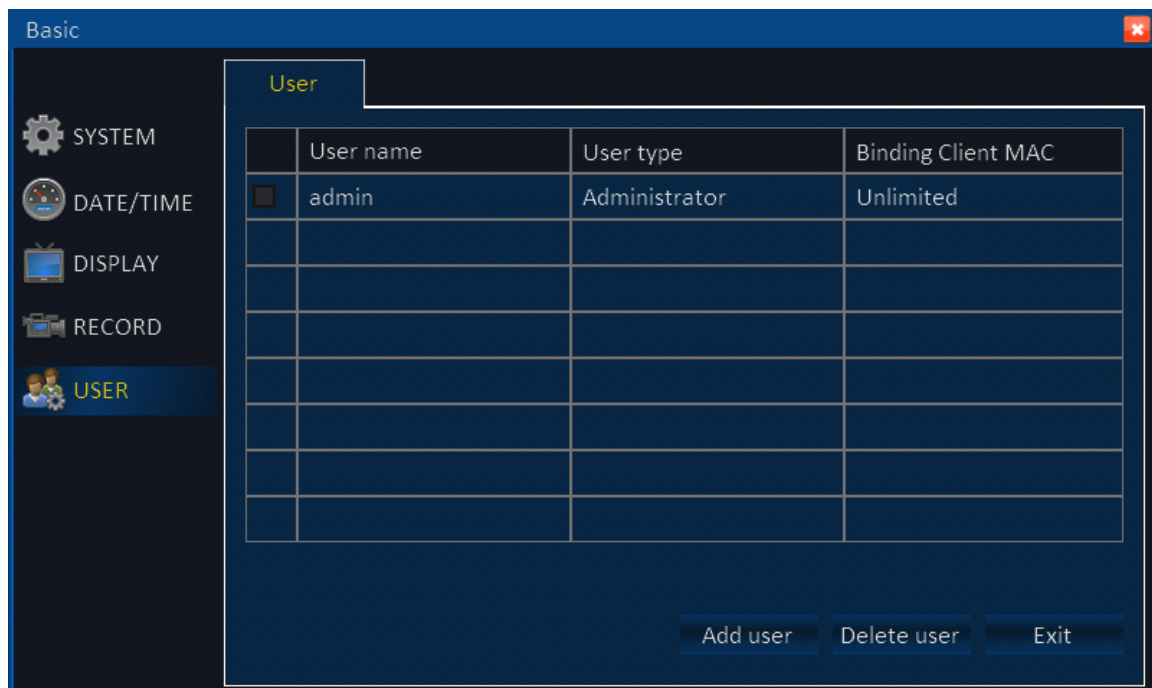 Basic
User
SYSTEM
DATE/TIME
DISPLAY
RECORD
USER
User name User type Binding Client MAC
admin Administrator Unlimited
Add user Delete user Exit